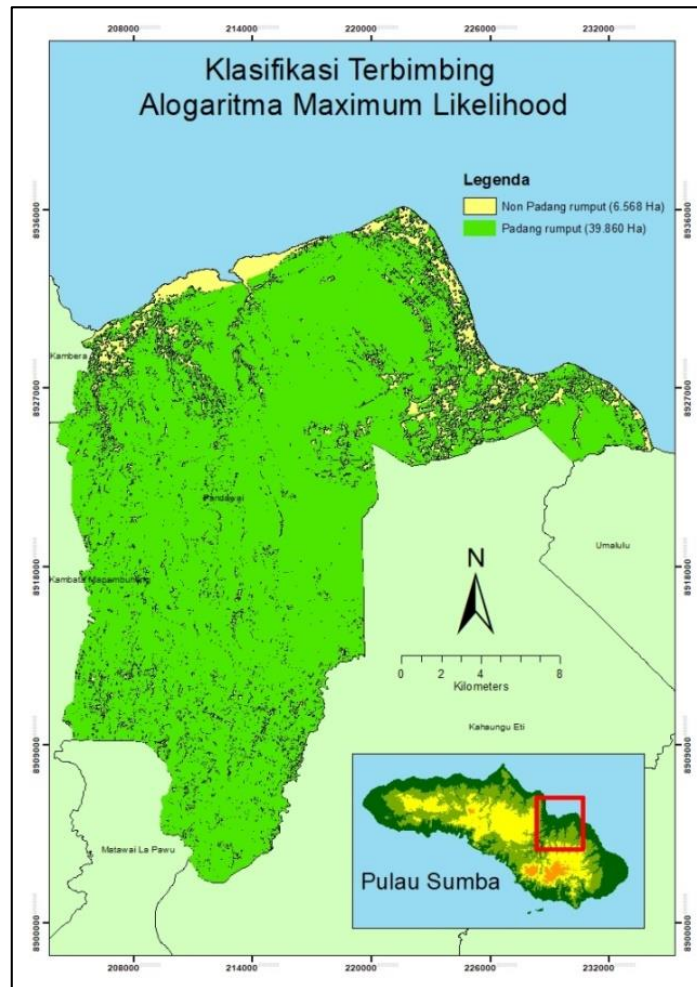 208000 214000 220000 226000 232000
Klasifikasi Terbimbing
Alogaritma Maximum Likelihood
Legenda
Non Padang rumput (6.568 Ha)
Padang rumput (39.860 Ha)
8936000
8936000
Kambera
8927000
8927000
Pandawai
Umalulu
N
8918000
8918000
0 2 4 6 8
Kilometers
Kahaungu Eti
8909000
8909000
Matawai La Pawu
Pulau Sumba
8900000
8900000
208000 214000 220000 226000 232000